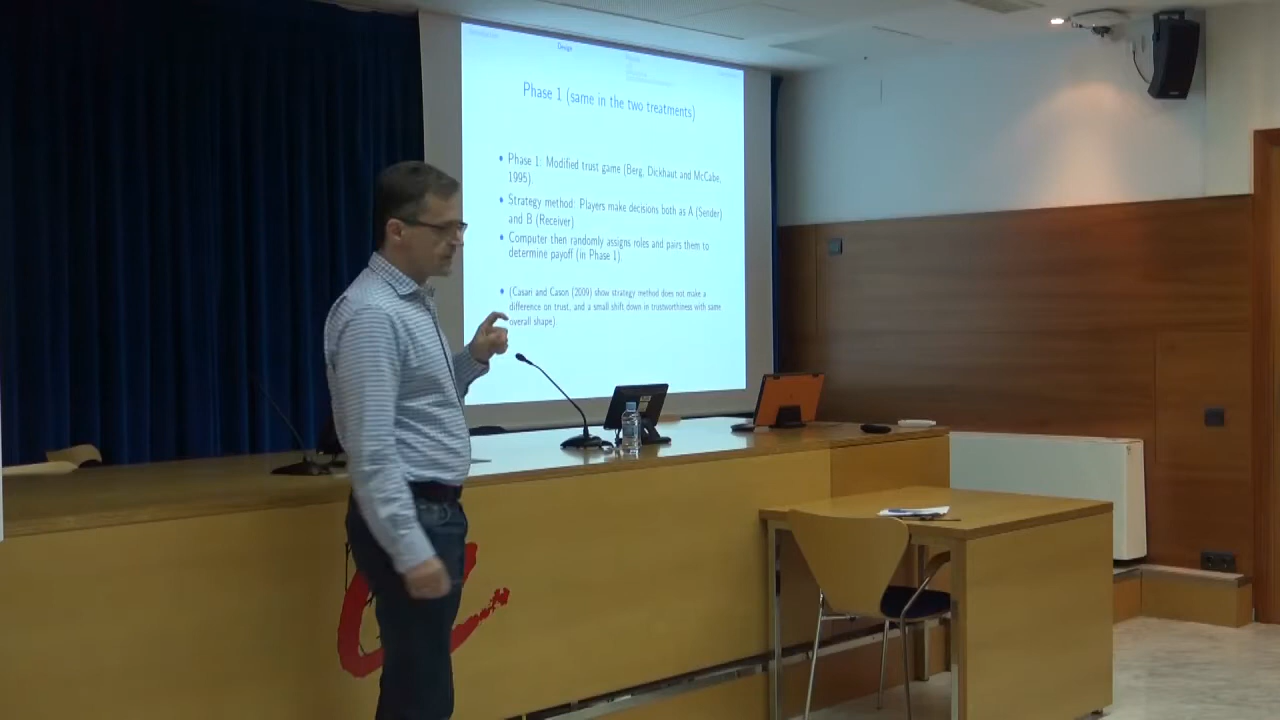 Design
Phase 1 (same in the two treatments)
• Phase 1: Modified trust game (Berg, Dickhaut and McCabe,
1995).
• Strategy method: Players make decisions both as A (Sender)
and B (Receiver)
• Computer then randomly assigns roles and pairs them to
determine payoff (in Phase 1).
• (Casari and Cason (2009) show strategy method does not make a
difference on trust, and a small shift down in trustworthiness with same
overall shape)